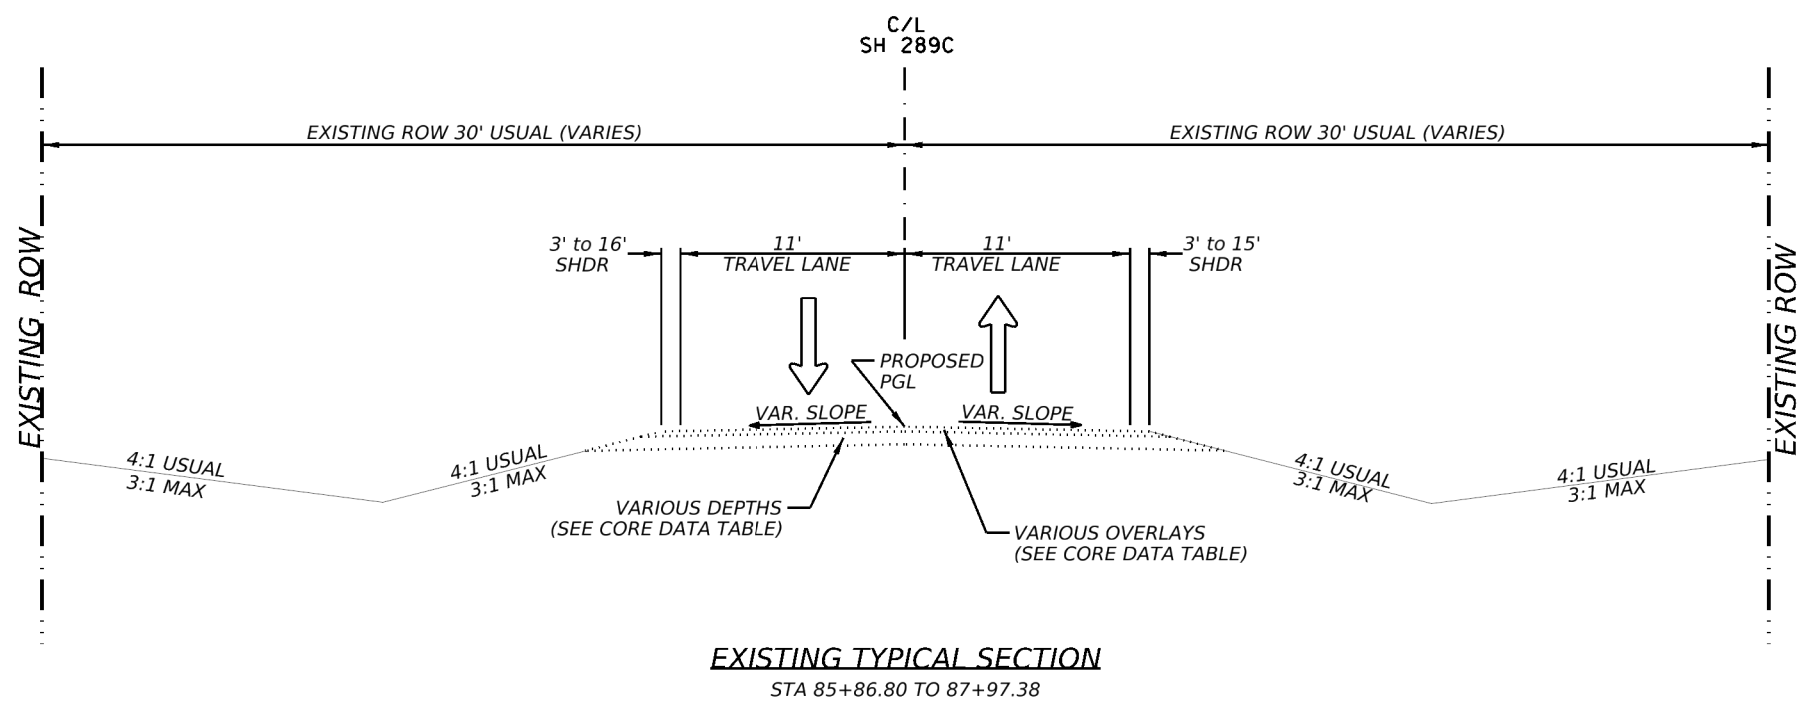 C/L
SH 289C
EXISTING ROW 30' USUAL (VARIES)
EXISTING ROW 30' USUAL (VARIES)
EXISTING ROW
EXISTING ROW
3' to 16'
SHDR
11'
TRAVEL LANE
11'
TRAVEL LANE
3' to 15'
SHDR
PROPOSED
PGL
VAR. SLOPE
VAR. SLOPE
4:1 USUAL
3:1 MAX
4:1 USUAL
3:1 MAX
4:1 USUAL
3:1 MAX
4:1 USUAL
3:1 MAX
VARIOUS DEPTHS
(SEE CORE DATA TABLE)
VARIOUS OVERLAYS
(SEE CORE DATA TABLE)
EXISTING TYPICAL SECTION
STA 85+86.80 TO 87+97.38